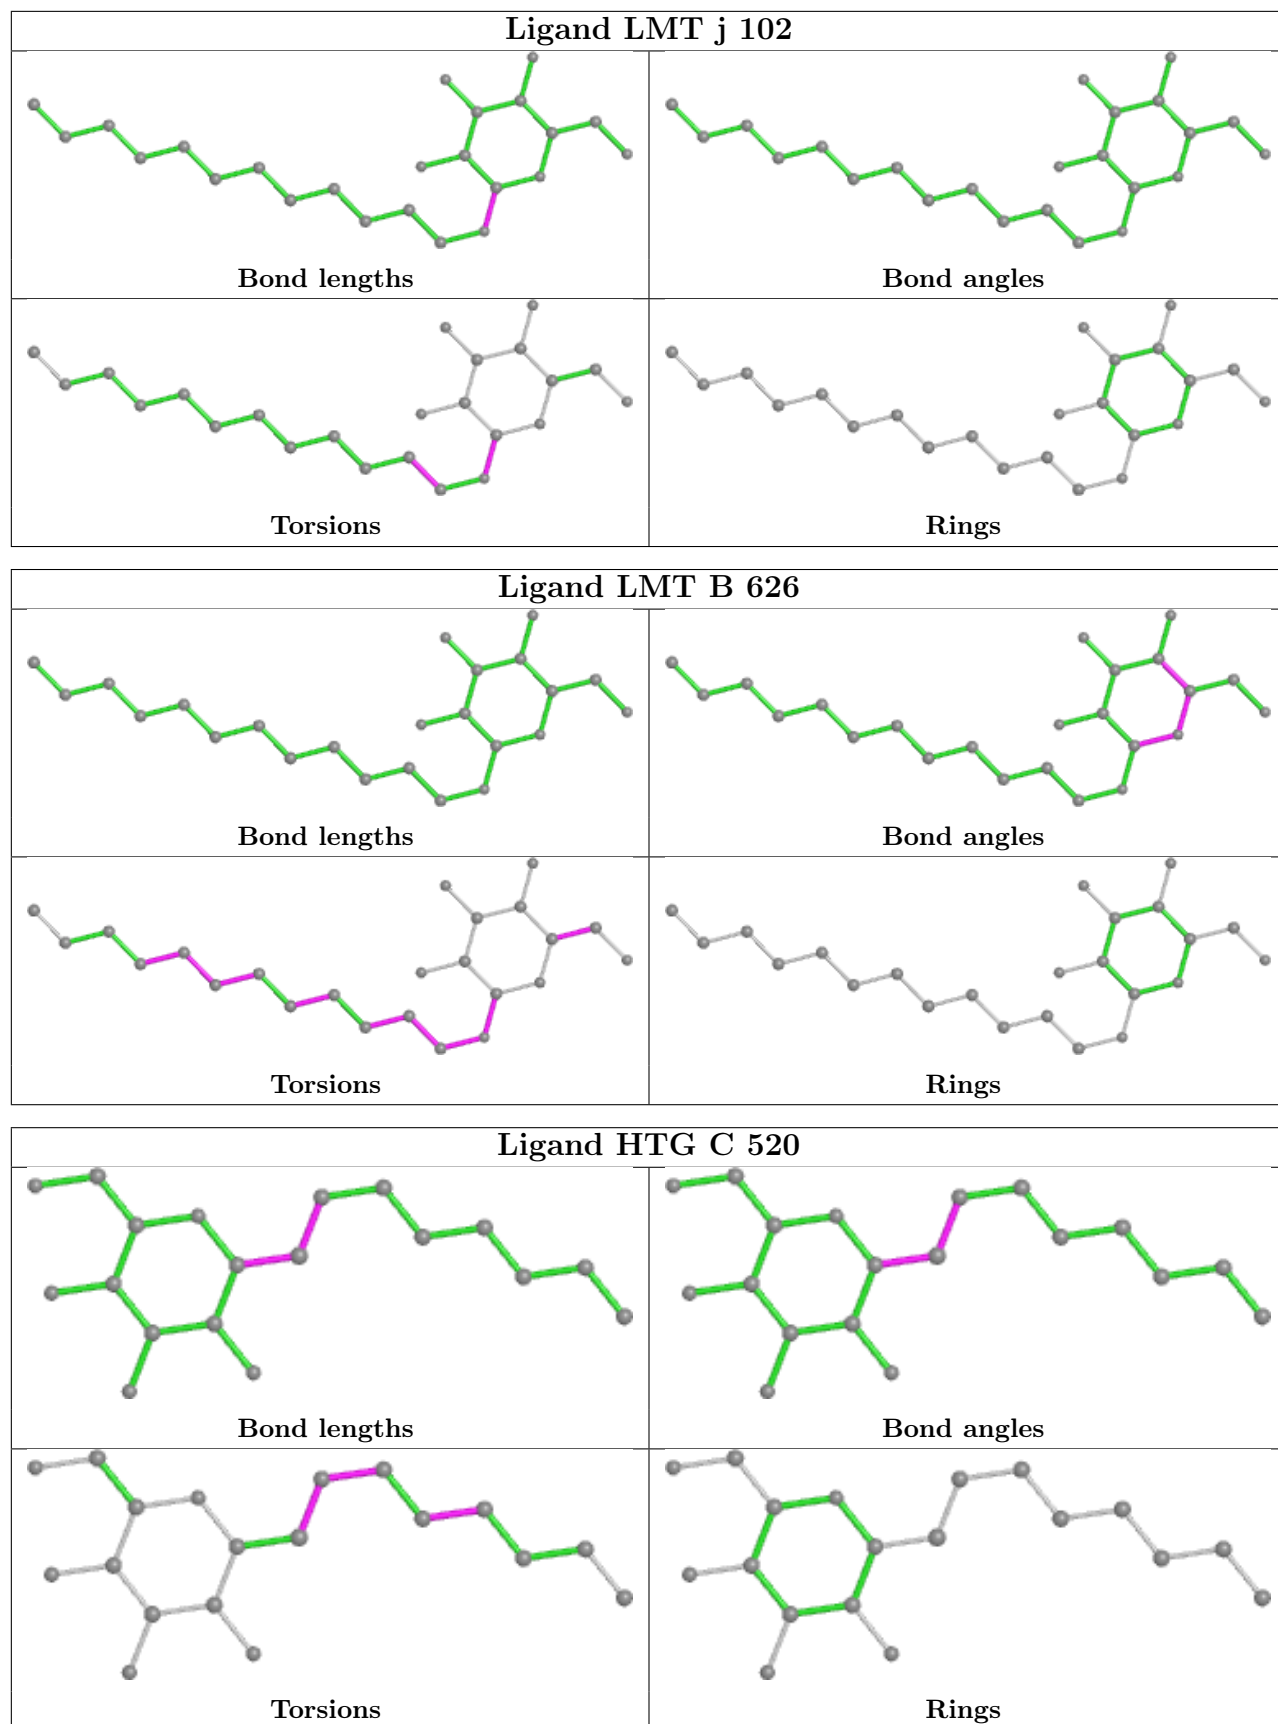 Ligand LMT j 102
Bond lengths
Bond angles
Torsions
Rings
Ligand LMT B 626
Bond lengths
Bond angles
Torsions
Rings
Ligand HTG C 520
Bond lengths
Bond angles
Torsions
Rings